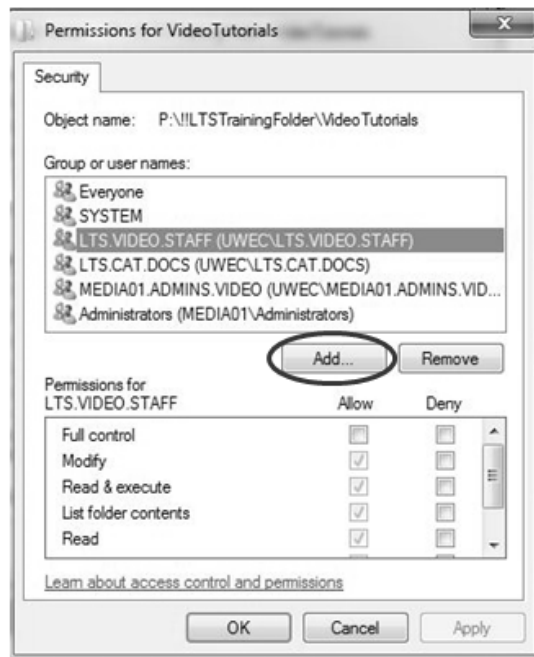 Permissions for VideoTutorials
Security
Object name: P:\!!LTSTrainingFolder\VideoTutorials
Group or user names:
Everyone
SYSTEM
LTS.VIDEO.STAFF (UWEC\LTS.VIDEO.STAFF)
LTS.CAT.DOCS (UWEC\LTS.CAT.DOCS)
MEDIA01.ADMINS.VIDEO (UWEC\MEDIA01.ADMINS.VID...
Administrators (MEDIA01\Administrators)
Add... Remove
Permissions for
LTS.VIDEO.STAFF Allow Deny
Full control
Modify
Read & execute
List folder contents
Read
Learn about access control and permissions
OK Cancel Apply